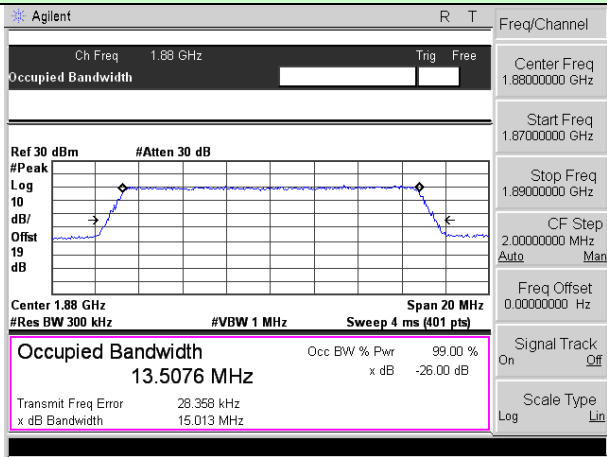 Agilent
R T
Ch Freq 1.88 GHz Trig Free
Occupied Bandwidth
Ref 30 dBm #Atten 30 dB
#Peak
Log
10
dB/
Offst
19
dB
Center 1.88 GHz Span 20 MHz
#Res BW 300 kHz #VBW 1 MHz Sweep 4 ms (401 pts)
Occupied Bandwidth
13.5076 MHz
Occ BW % Pwr 99.00 %
x dB -26.00 dB
Transmit Freq Error 28.358 kHz
x dB Bandwidth 15.013 MHz
Freq/Channel
Center Freq
1.88000000 GHz
Start Freq
1.87000000 GHz
Stop Freq
1.89000000 GHz
CF Step
2.00000000 MHz
Auto Man
Freq Offset
0.00000000 Hz
Signal Track
On Off
Scale Type
Log Lin